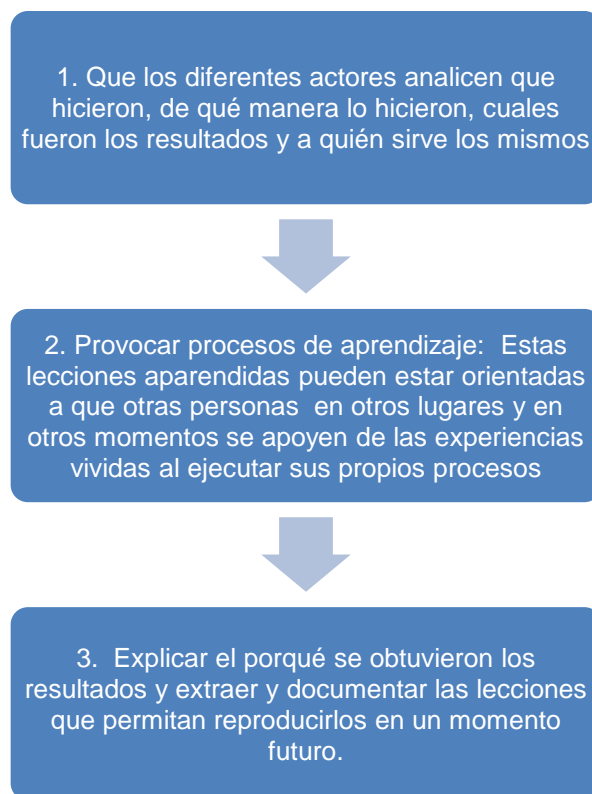 1. Que los diferentes actores analicen que
hicieron, de qué manera lo hicieron, cuales
fueron los resultados y a quién sirve los mismos
2. Provocar procesos de aprendizaje: Estas
lecciones aparendidas pueden estar orientadas
a que otras personas en otros lugares y en
otros momentos se apoyen de las experiencias
vividas al ejecutar sus propios procesos
3. Explicar el porqué se obtuvieron los
resultados y extraer y documentar las lecciones
que permitan reproducirlos en un momento
futuro.